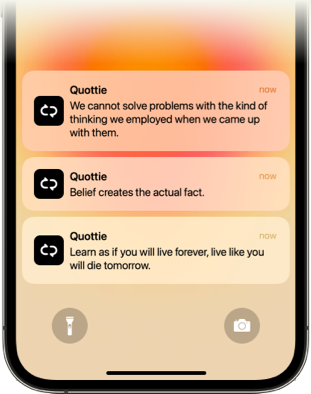 Quottie now
We cannot solve problems with the kind of
thinking we employed when we came up
with them.
Quottie now
Belief creates the actual fact.
Quottie now
Learn as if you will live forever, live like you
will die tomorrow.